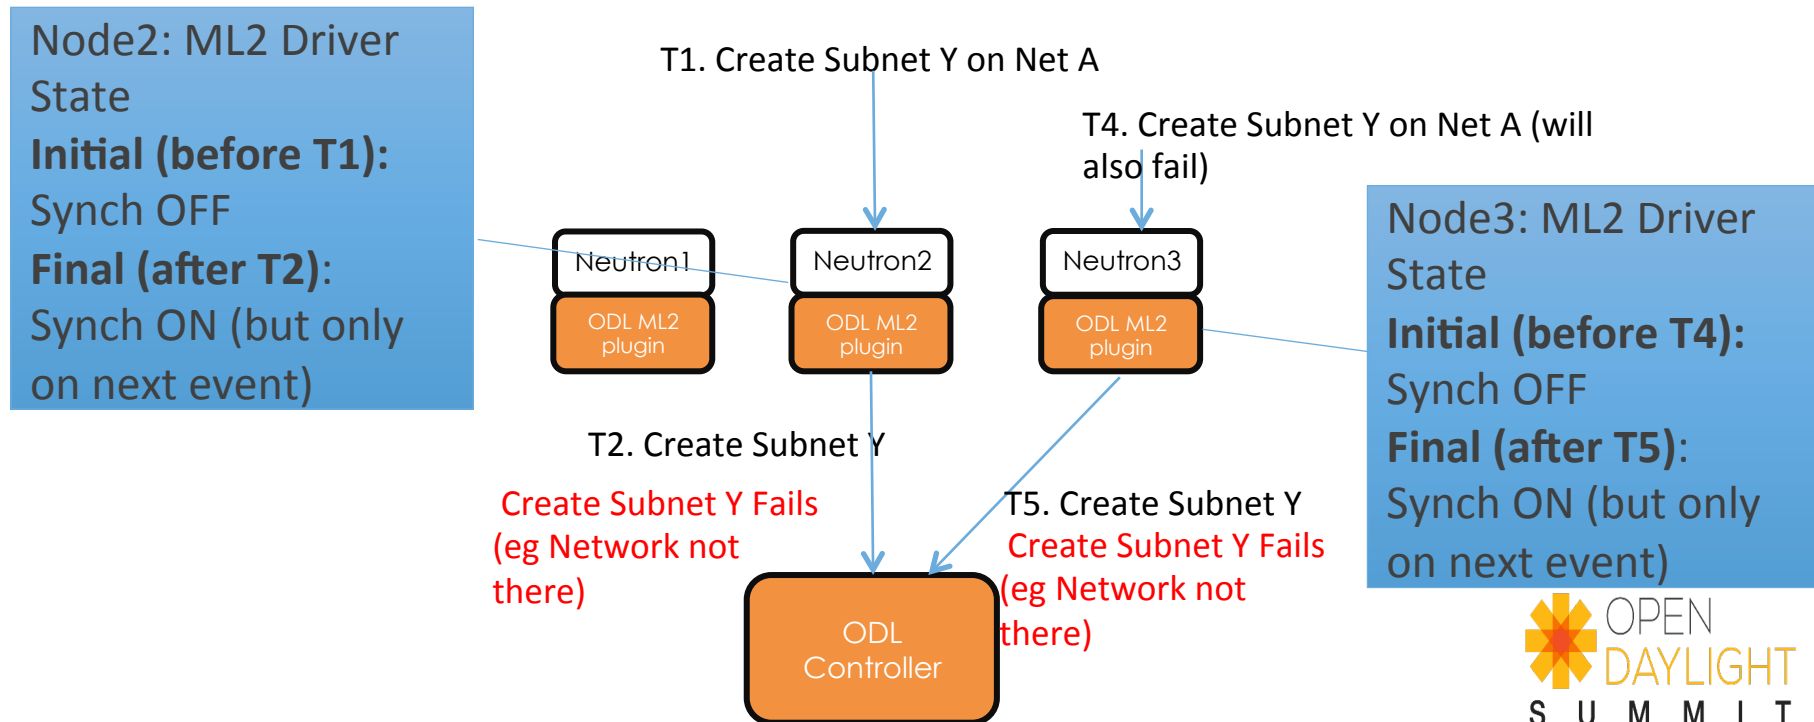 Node2: ML2 Driver
State
Initial (before T1):
Synch OFF
Final (after T2):
Synch ON (but only
on next event)
T1. Create Subnet Y on Net A
T4. Create Subnet Y on Net A (will
also fail)
Neutron1
ODL ML2
plugin
Neutron2
ODL ML2
plugin
Neutron3
ODL ML2
plugin
Node3: ML2 Driver
State
Initial (before T4):
Synch OFF
Final (after T5):
Synch ON (but only
on next event)
T2. Create Subnet Y
Create Subnet Y Fails
(eg Network not
there)
T5. Create Subnet Y
Create Subnet Y Fails
(eg Network not
there)
ODL
Controller
OPEN
DAYLIGHT
SUMMIT